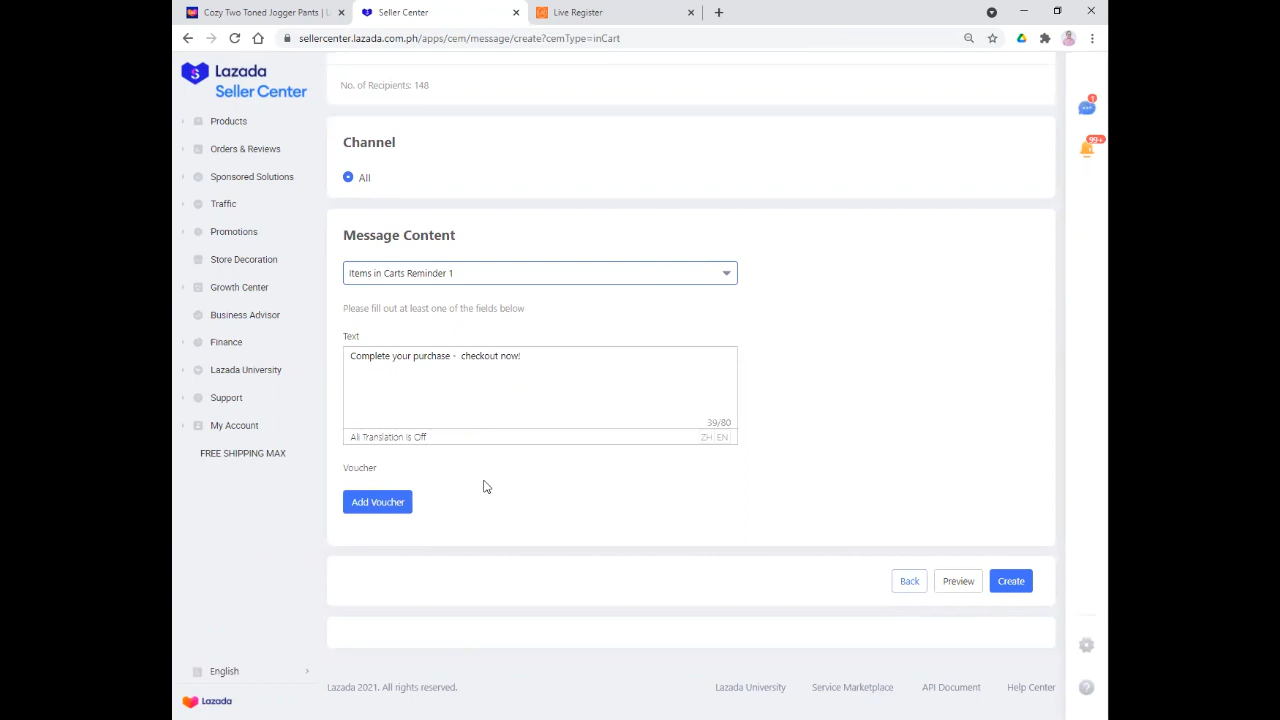 Cozy Two Toned Jogger Pants | L
Seller Center
Live Register
sellercenter.lazada.com.ph/apps/cem/message/create?cemType=inCart
Lazada
Seller Center
Products
Orders & Reviews
Sponsored Solutions
Traffic
Promotions
Store Decoration
Growth Center
Business Advisor
Finance
Lazada University
Support
My Account
FREE SHIPPING MAX
English
Lazada
No. of Recipients: 148
Channel
All
Message Content
Items in Carts Reminder 1
Please fill out at least one of the fields below
Text
Complete your purchase - checkout now!
39/80
Ali Translation is Off
ZH EN
Voucher
Add Voucher
Back Preview Create
Lazada 2021. All rights reserved.
Lazada University Service Marketplace API Document Help Center
1
99+